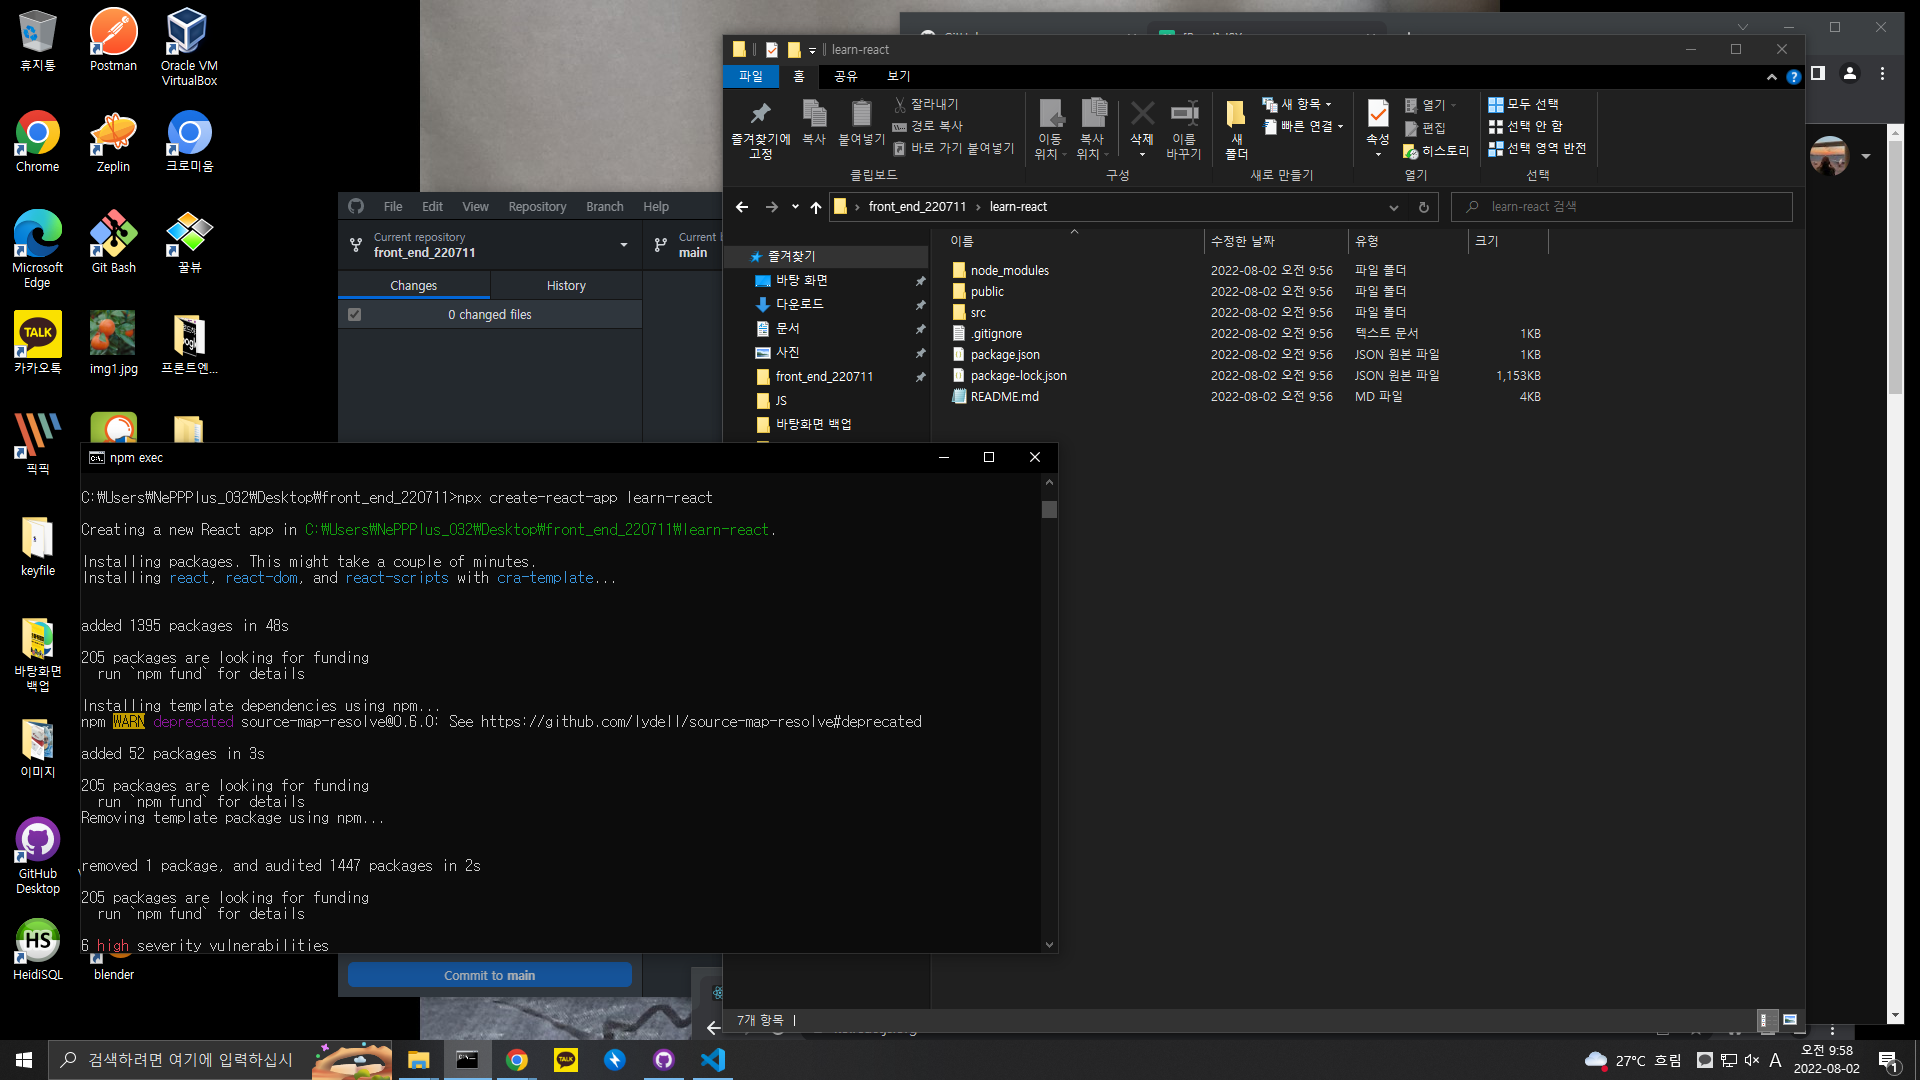 휴지통
Postman
Oracle VM
VirtualBox
Chrome
Zeplin
크로미움
Microsoft
Edge
Git Bash
꿀뷰
TALK
카카오톡
img1.jpg
프론트엔...
픽픽
keyfile
바탕화면
백업
이미지
GitHub
Desktop
HS
HeidiSQL
blender
File Edit View Repository Branch Help
Current repository
front_end_220711
main
Changes
History
0 changed files
Commit to main
learn-react
파일
홈
공유
보기
즐겨찾기에
고정
복사
붙여넣기
잘라내기
경로 복사
바로 가기 붙여넣기
클립보드
이동
위치
복사
위치
삭제
이름
바꾸기
구성
새
폴더
새 항목
빠른 연결
새로 만들기
속성
열기
편집
히스토리
열기
모두 선택
선택 안 함
선택 영역 반전
선택
front_end_220711 › learn-react
learn-react 검색
즐겨찾기
바탕 화면
다운로드
문서
사진
front_end_220711
JS
바탕화면 백업
이름 수정한 날짜 유형 크기
node_modules 2022-08-02 오전 9:56 파일 폴더
public 2022-08-02 오전 9:56 파일 폴더
src 2022-08-02 오전 9:56 파일 폴더
.gitignore 2022-08-02 오전 9:56 텍스트 문서 1KB
package.json 2022-08-02 오전 9:56 JSON 원본 파일 1KB
package-lock.json 2022-08-02 오전 9:56 JSON 원본 파일 1,153KB
README.md 2022-08-02 오전 9:56 MD 파일 4KB
7개 항목
npm exec
C:₩Users₩NePPPlus_032₩Desktop₩front_end_220711>npx create-react-app learn-react
Creating a new React app in C:₩Users₩NePPPlus_032₩Desktop₩front_end_220711₩learn-react.
Installing packages. This might take a couple of minutes.
Installing react, react-dom, and react-scripts with cra-template...
added 1395 packages in 48s
205 packages are looking for funding
run `npm fund` for details
Installing template dependencies using npm...
npm WARN deprecated source-map-resolve@0.6.0: See https://github.com/lydell/source-map-resolve#deprecated
added 52 packages in 3s
205 packages are looking for funding
run `npm fund` for details
Removing template package using npm...
removed 1 package, and audited 1447 packages in 2s
205 packages are looking for funding
run `npm fund` for details
6 high severity vulnerabilities
검색하려면 여기에 입력하십시
TALK
27°C 흐림
A
오전 9:58
2022-08-02
1